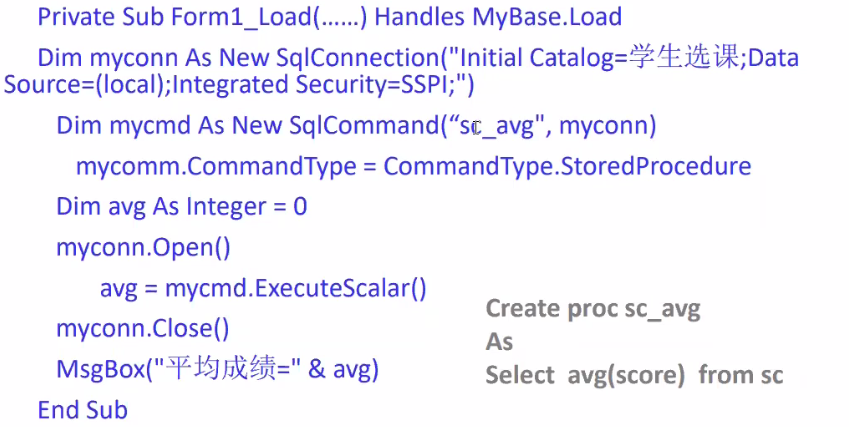 Private Sub Form1_Load(……) Handles MyBase.Load
Dim myconn As New SqlConnection("Initial Catalog=学生选课;Data
Source=(local);Integrated Security=SSPI;")
Dim mycmd As New SqlCommand(“sc_avg", myconn)
mycomm.CommandType = CommandType.StoredProcedure
Dim avg As Integer = 0
myconn.Open()
avg = mycmd.ExecuteScalar()
myconn.Close()
MsgBox("平均成绩=" & avg)
End Sub
Create proc sc_avg
As
Select avg(score) from sc